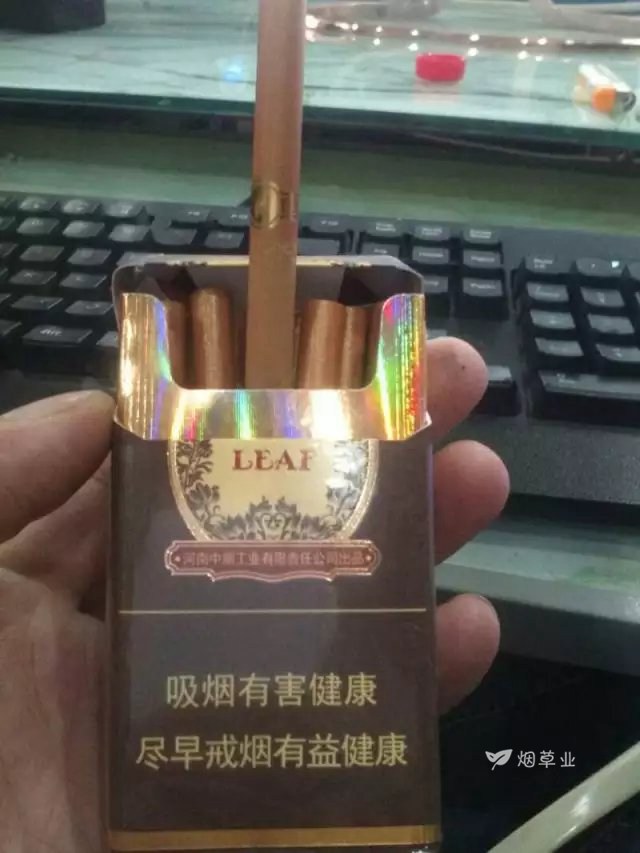 LEAF
河南中烟工业有限责任公司出品
吸烟有害健康
尽早戒烟有益健康
烟草业